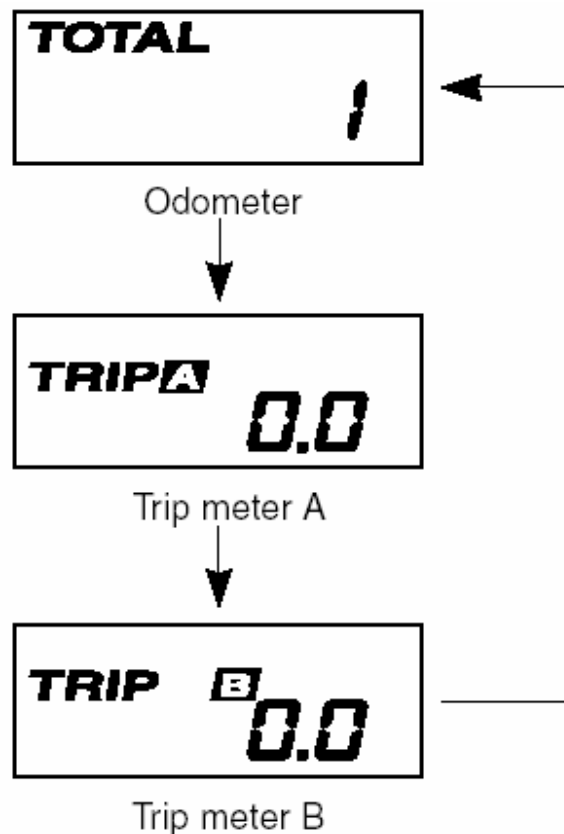 TOTAL
1
Odometer
TRIP A
0.0
Trip meter A
TRIP B
0.0
Trip meter B